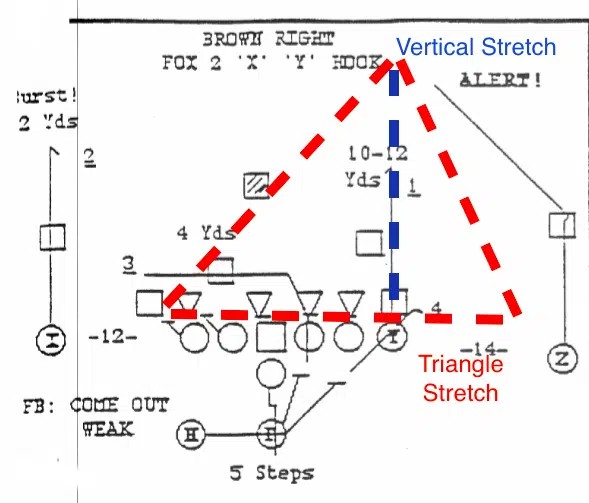 BROWN RIGHT
FOX 2 'X' 'Y' HOOK
Vertical Stretch
ALERT!
urst!
2 Yds
2
10-12
Yds
1
4 Yds
3
4
-12-
Y
-14-
Z
Triangle
Stretch
FB: COME OUT
WEAK
H
F
5 Steps